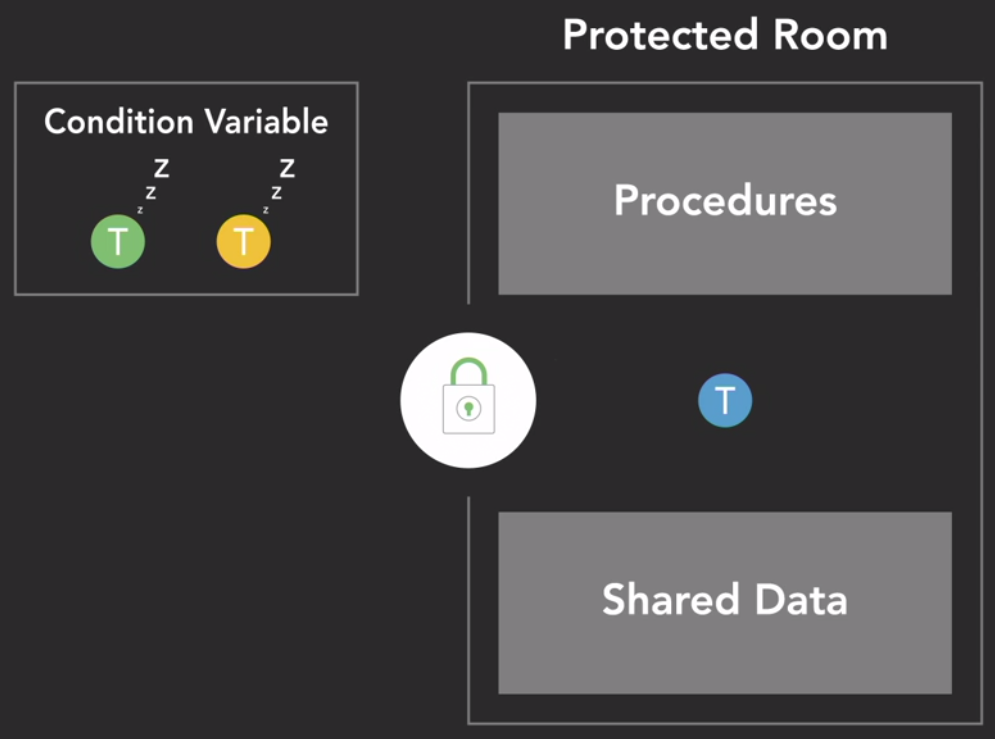 Protected Room
Condition Variable
z z Z
z z Z
T
T
Procedures
T
Shared Data